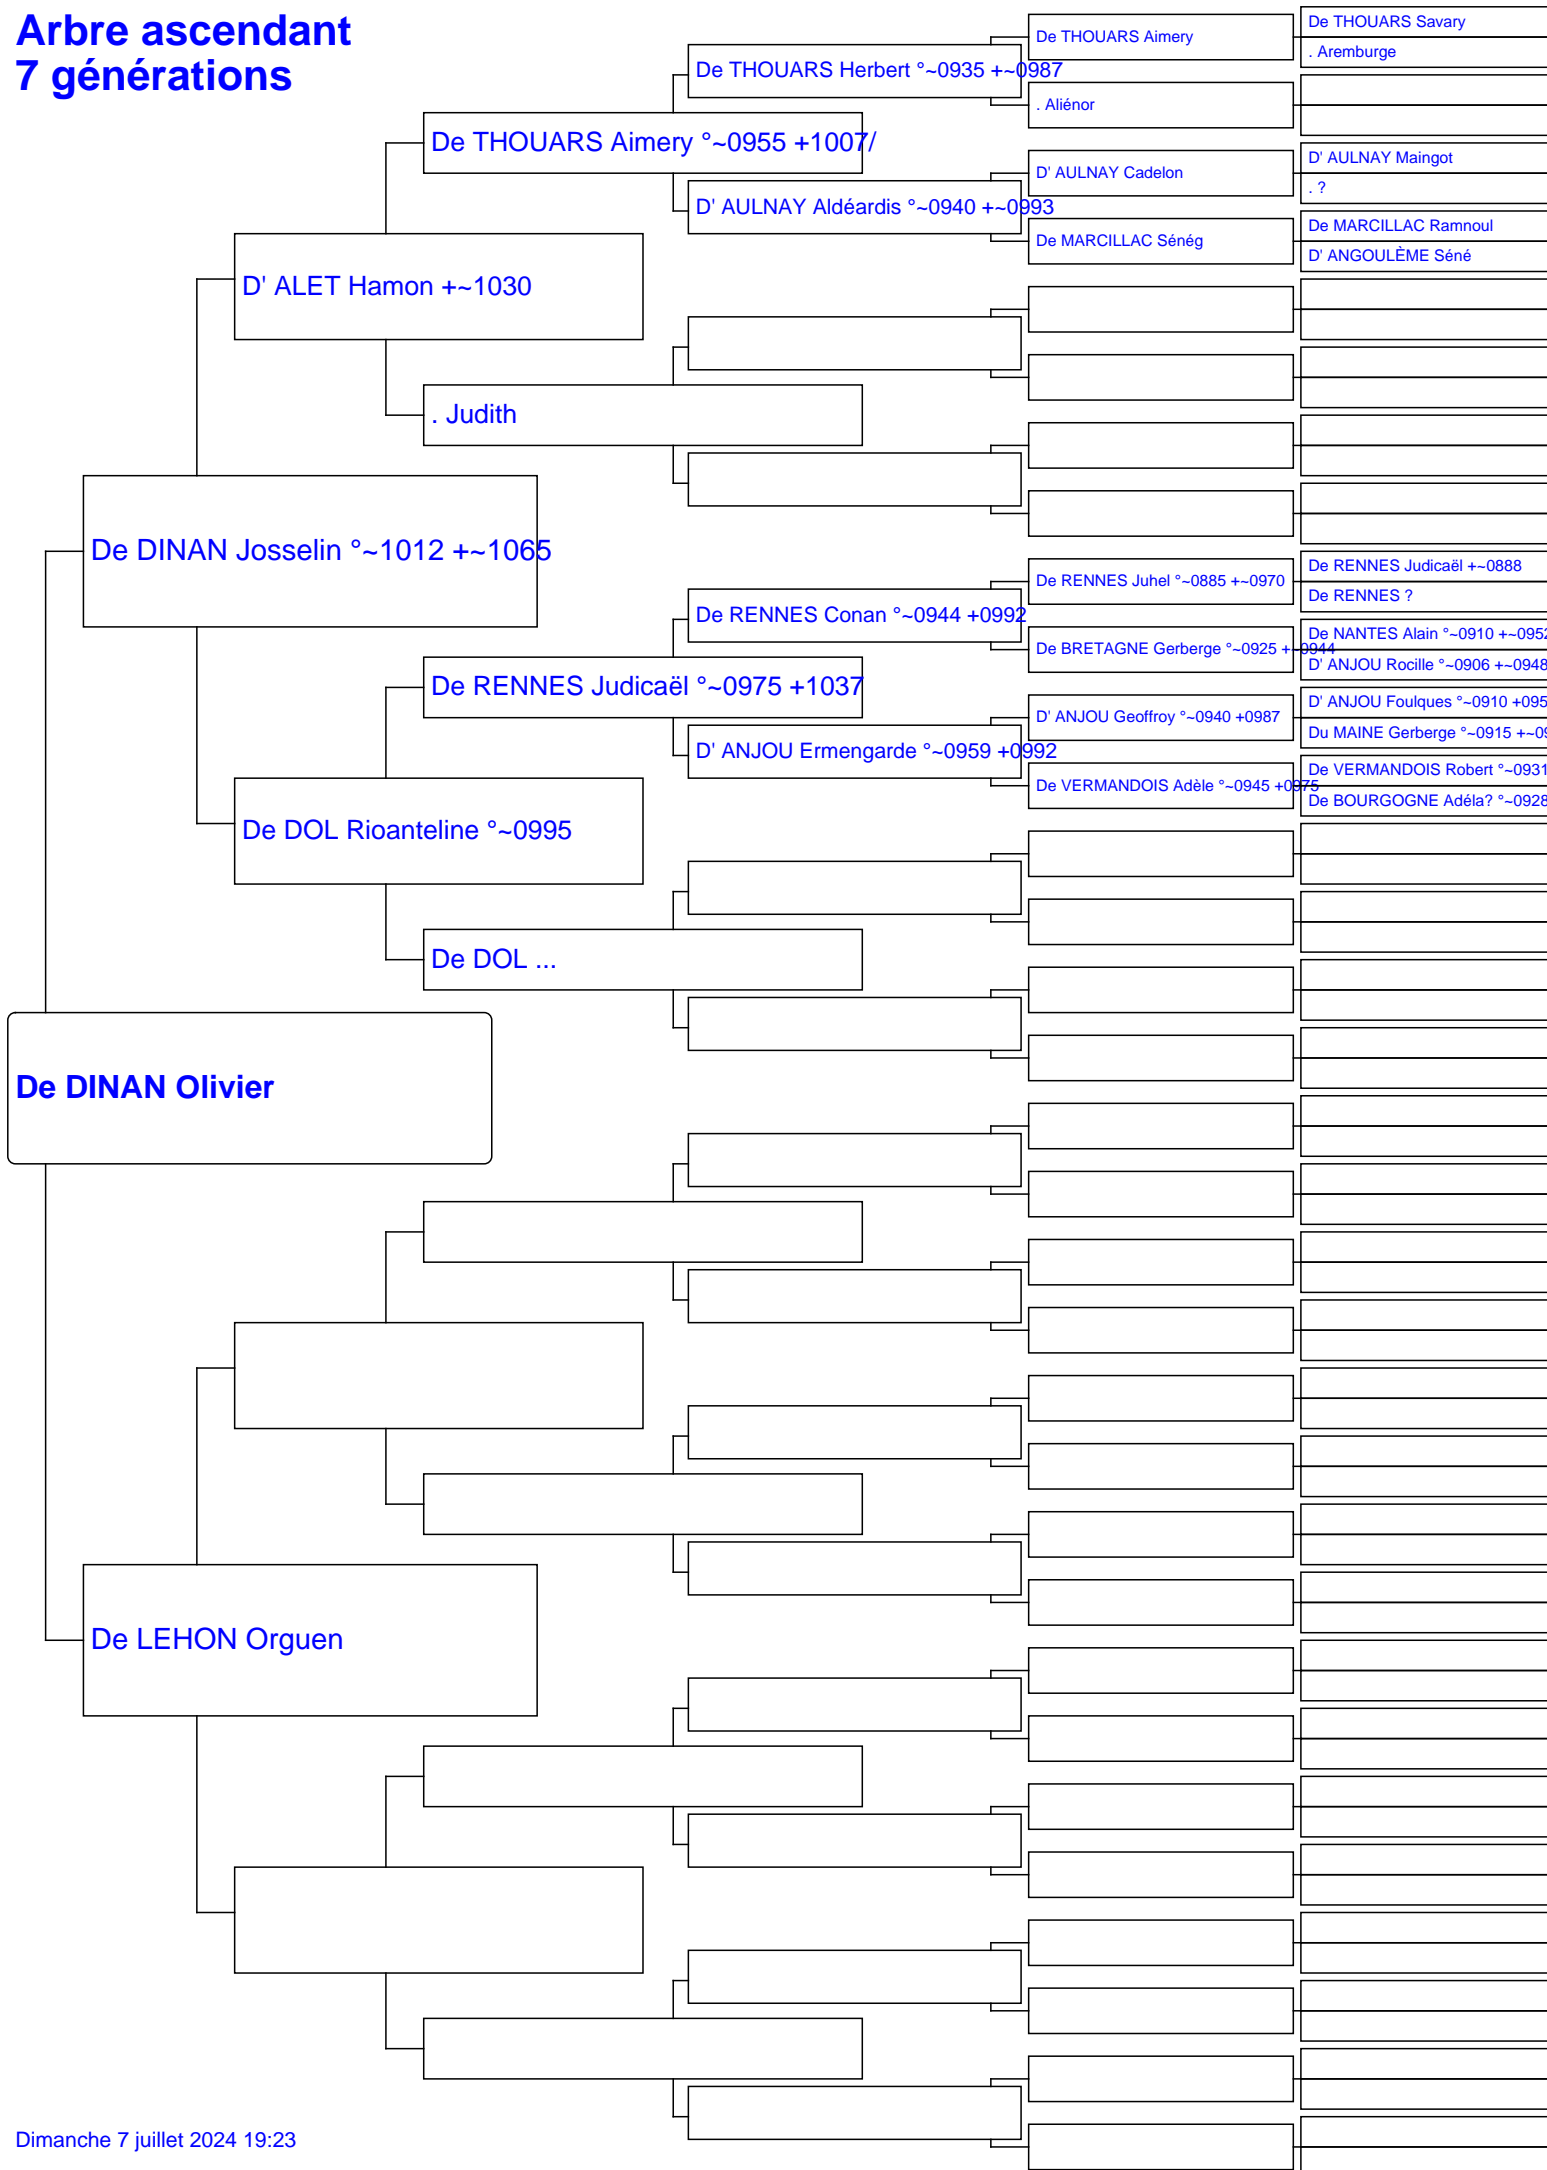 Arbre ascendant
7 générations
De THOUARS Savary
De THOUARS Aimery
. Aremburge
De THOUARS Herbert °~0935 +~0987
. Aliénor
De THOUARS Aimery °~0955 +1007/
D' AULNAY Maingot
D' AULNAY Cadelon
. ?
D' AULNAY Aldéardis °~0940 +~0993
De MARCILLAC Ramnoul
De MARCILLAC Sénég
D' ANGOULÊME Séné
D' ALET Hamon +~1030
. Judith
De DINAN Josselin °~1012 +~1065
De RENNES Judicaël +~0888
De RENNES Juhel °~0885 +~0970
De RENNES ?
De RENNES Conan °~0944 +0992
De NANTES Alain °~0910 +~0952
De BRETAGNE Gerberge °~0925 +~0944
D' ANJOU Rocille °~0906 +~0948
De RENNES Judicaël °~0975 +1037
D' ANJOU Foulques °~0910 +095
D' ANJOU Geoffroy °~0940 +0987
Du MAINE Gerberge °~0915 +~09
D' ANJOU Ermengarde °~0959 +0992
De VERMANDOIS Robert °~0931
De VERMANDOIS Adèle °~0945 +0975
De BOURGOGNE Adéla? °~0928
De DOL Rioanteline °~0995
De DOL ...
De DINAN Olivier
De LEHON Orguen
Dimanche 7 juillet 2024 19:23